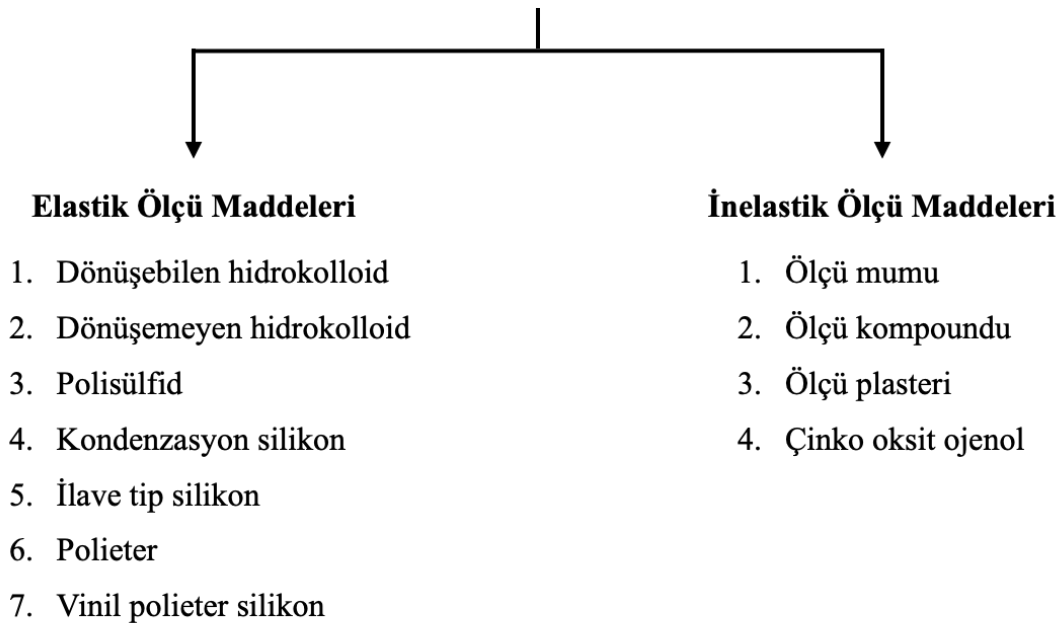 Elastik Ölçü Maddeleri
1. Dönüşebilen hidrokolloid
2. Dönüşemeyen hidrokolloid
3. Polisülfid
4. Kondenzasyon silikon
5. İlave tip silikon
6. Polieter
7. Vinil polieter silikon
İnelastik Ölçü Maddeleri
1. Ölçü mumu
2. Ölçü kompoundu
3. Ölçü plasteri
4. Çinko oksit ojenol